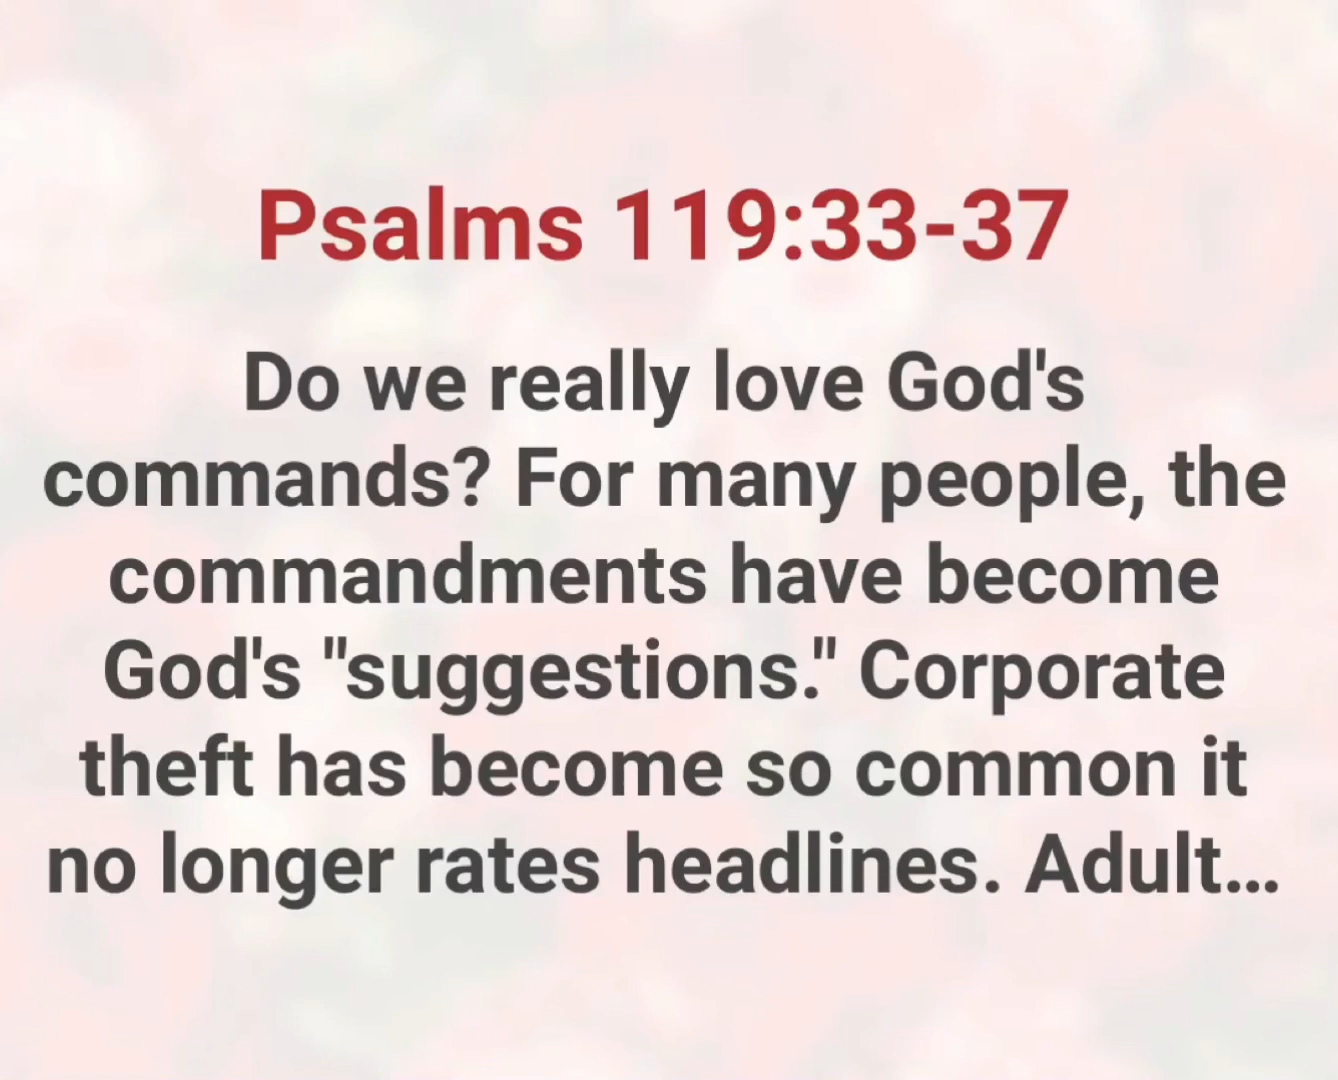 Psalms 119:33-37
Do we really love God's
commands? For many people, the
commandments have become
God's "suggestions." Corporate
theft has become so common it
no longer rates headlines. Adult...